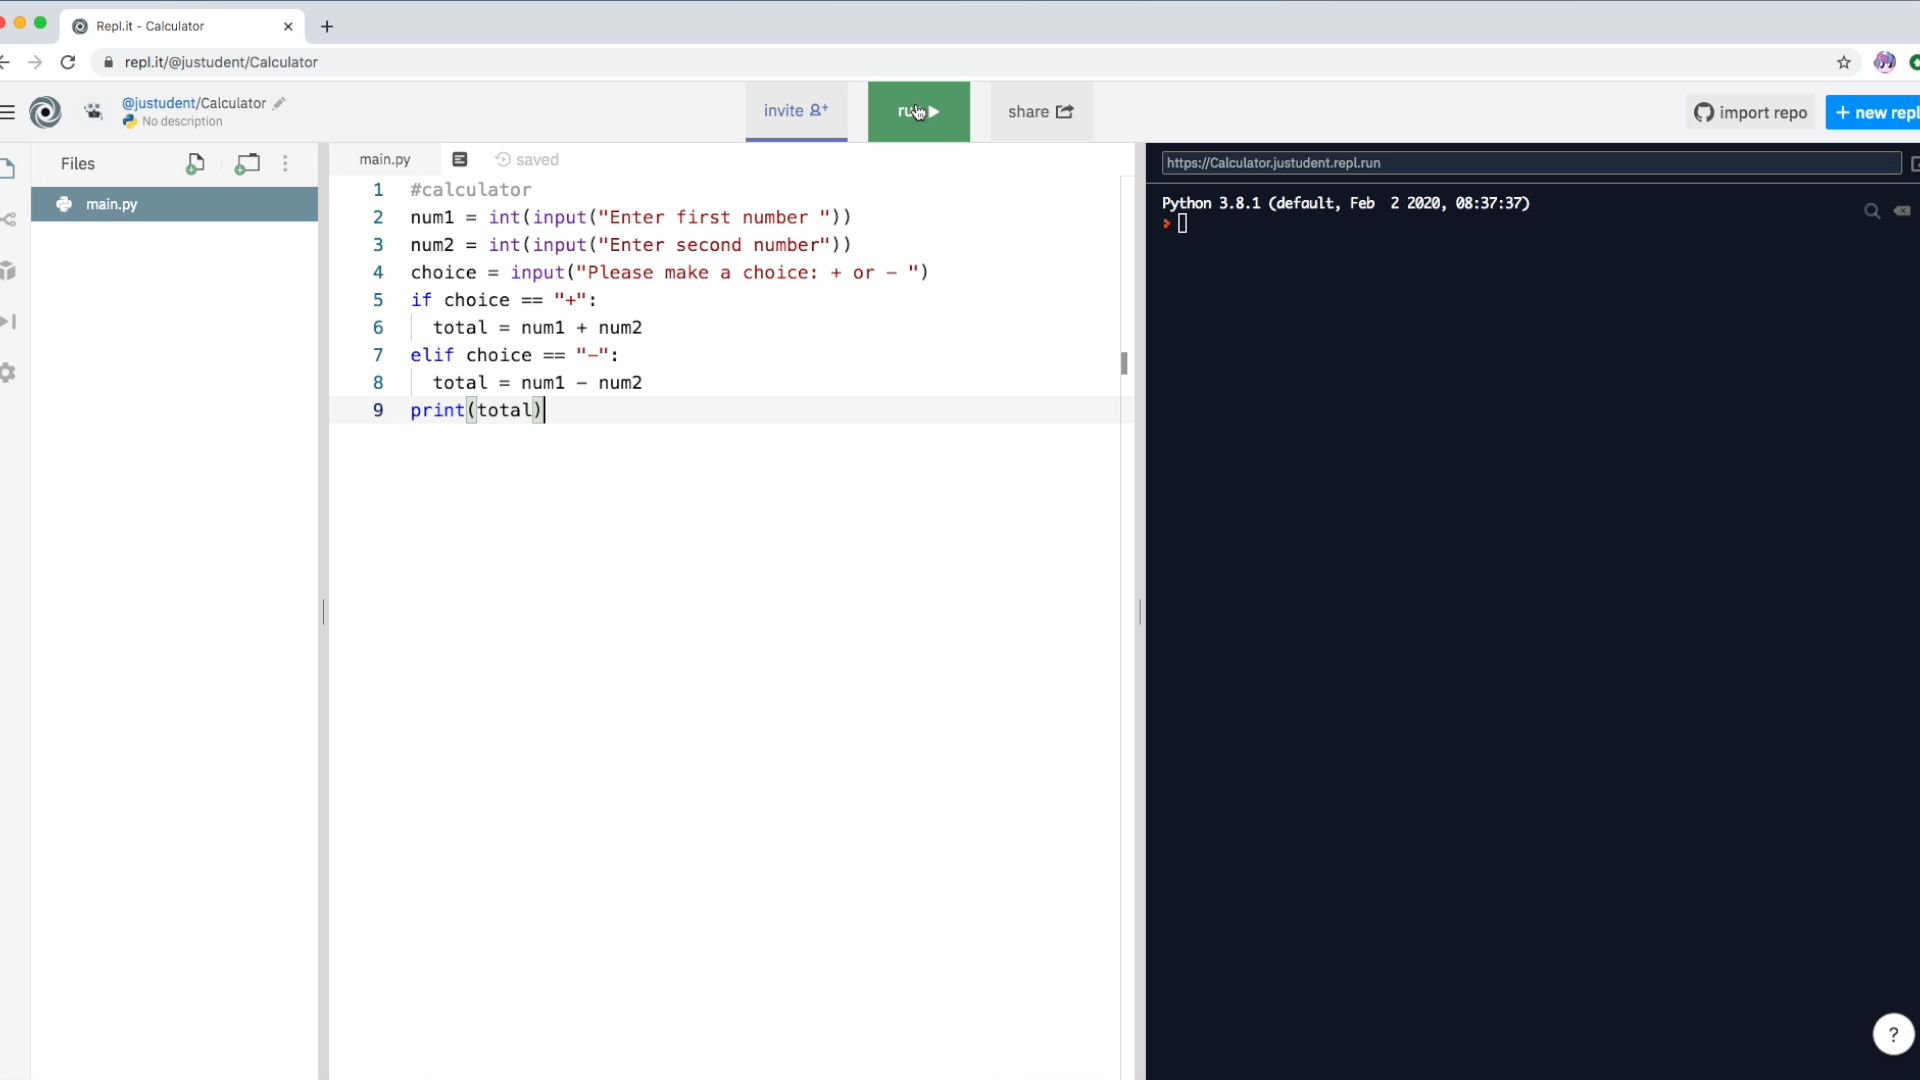 Repl.it - Calculator
repl.it/@justudent/Calculator
@justudent/Calculator
No description
invite
share
import repo
+ new repl
Files
main.py
main.py
saved
https://Calculator.justudent.repl.run
1 #calculator
2 num1 = int(input("Enter first number "))
3 num2 = int(input("Enter second number"))
4 choice = input("Please make a choice: + or - ")
5 if choice == "+":
6 total = num1 + num2
7 elif choice == "-":
8 total = num1 - num2
9 print(total)
Python 3.8.1 (default, Feb  2 2020, 08:37:37)
?